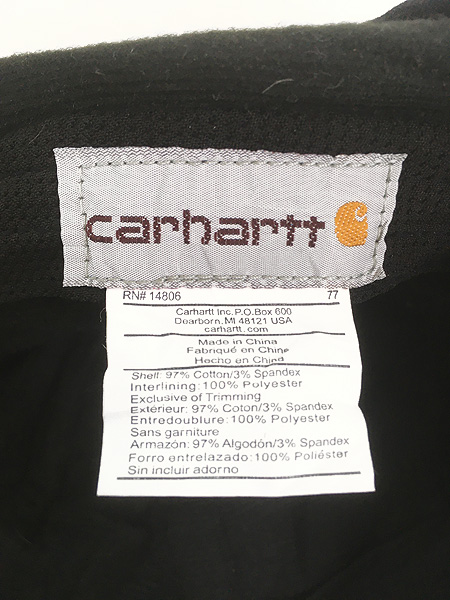 carhartt
RN# 14806 77
Carhartt Inc. P.O.Box 600
Dearborn, MI 48121 USA
carhartt.com
Made in China
Fabriqué en Chine
Hecho en China
Shell: 97% Cotton/3% Spandex
Interlining: 100% Polyester
Exclusive of Trimming
Extérieur: 97% Coton/3% Spandex
Entredoublure: 100% Polyester
Sans garniture
Armazón: 97% Algodón/3% Spandex
Forro entrelazado: 100% Poliéster
Sin incluir adorno